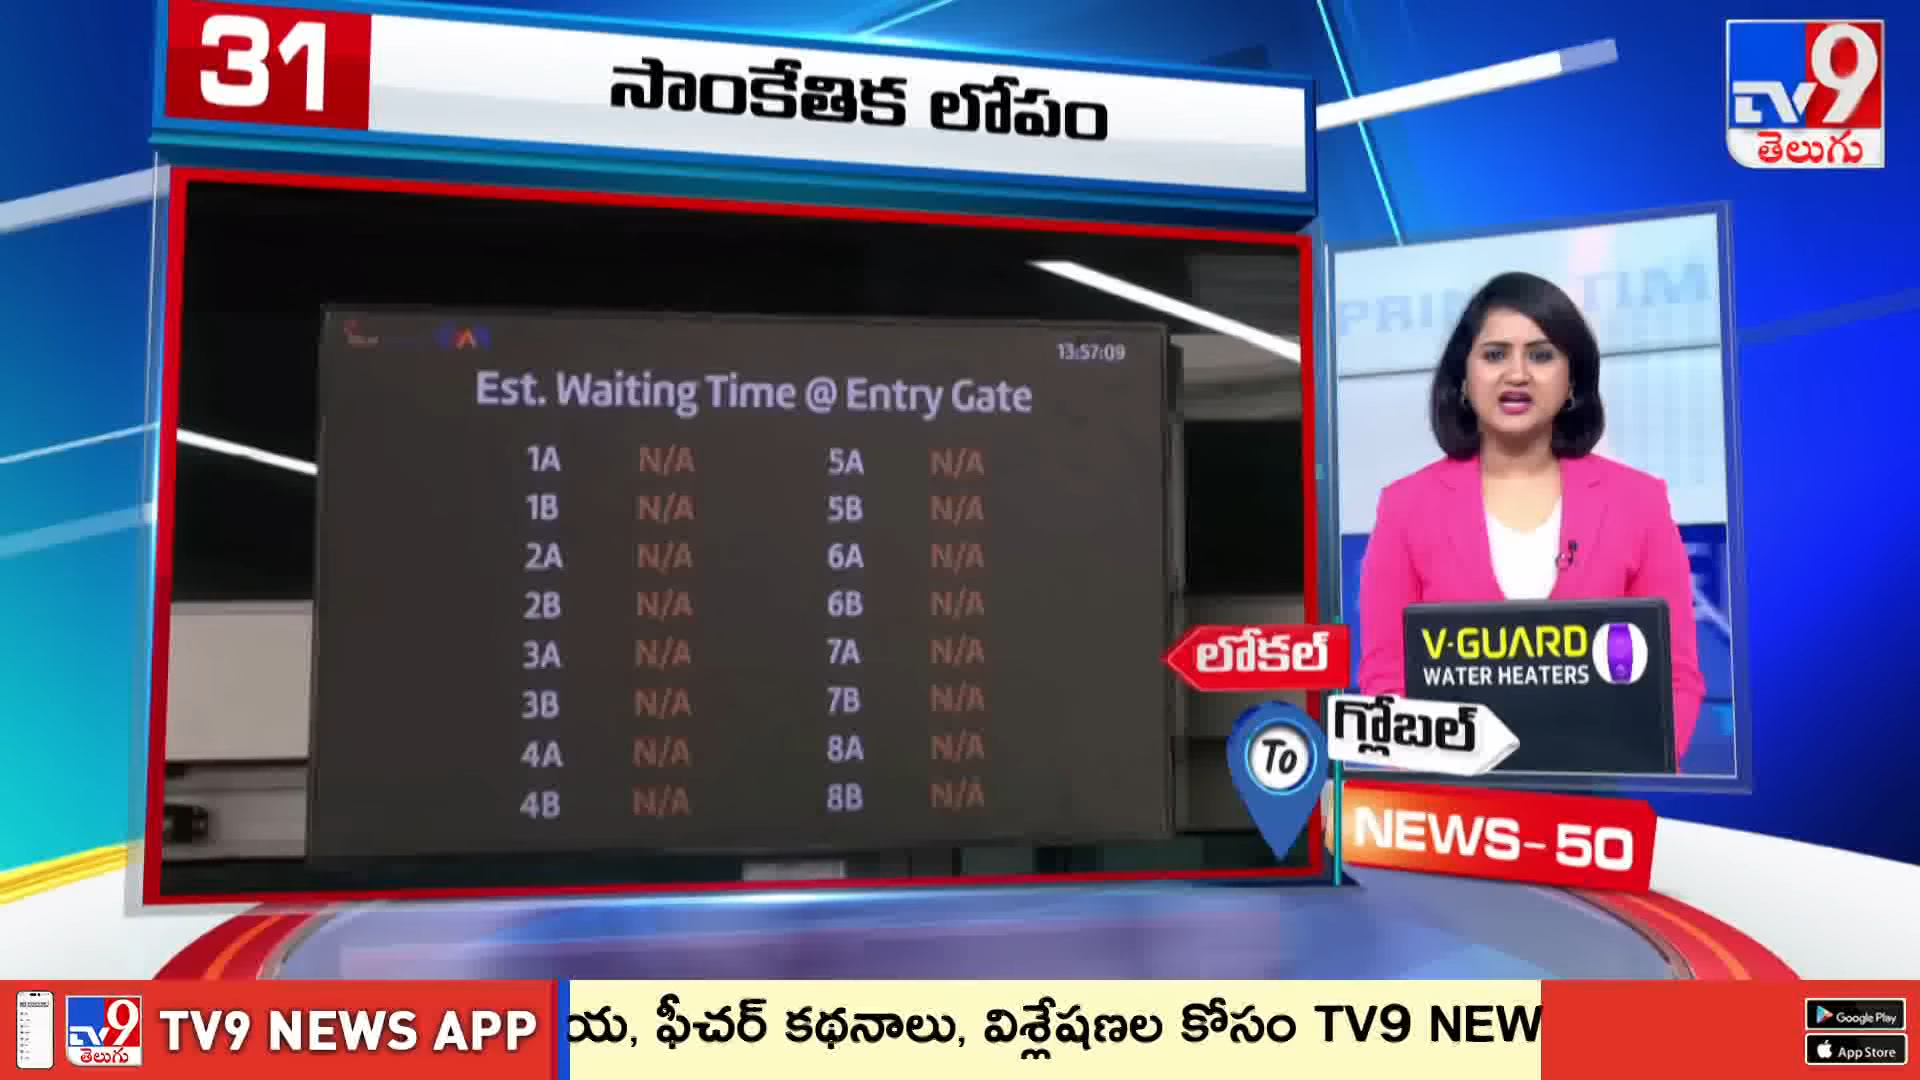 31
సాంకేతిక లోపం
TV9
తెలుగు
13:57:09
Est. Waiting Time @ Entry Gate
1A N/A 5A N/A
1B N/A 5B N/A
2A N/A 6A N/A
2B N/A 6B N/A
3A N/A 7A N/A
3B N/A 7B N/A
4A N/A 8A N/A
4B N/A 8B N/A
V-GUARD
WATER HEATERS
లోకల్
To
గ్లోబల్
NEWS-50
TV9
తెలుగు
TV9 NEWS APP
య, ఫీచర్ కథనాలు, విశ్లేషణల కోసం TV9 NEW
Google Play
App Store